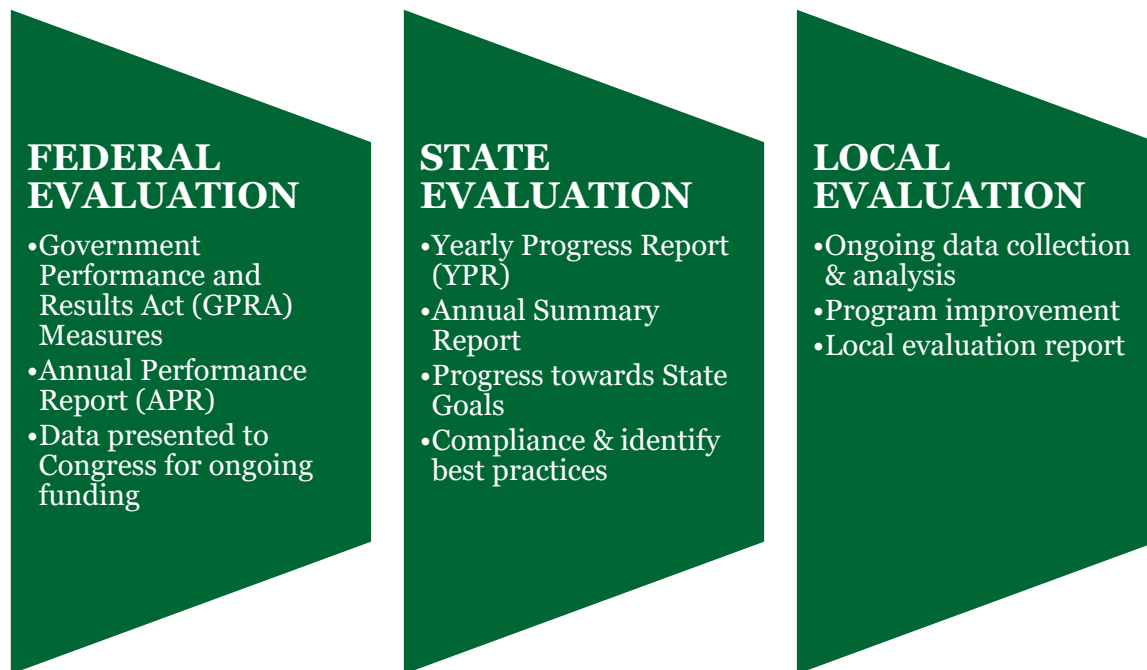 FEDERAL
EVALUATION
•Government
Performance and
Results Act (GPRA)
Measures
•Annual Performance
Report (APR)
•Data presented to
Congress for ongoing
funding
STATE
EVALUATION
•Yearly Progress Report
(YPR)
•Annual Summary
Report
•Progress towards State
Goals
•Compliance & identify
best practices
LOCAL
EVALUATION
•Ongoing data collection
& analysis
•Program improvement
•Local evaluation report